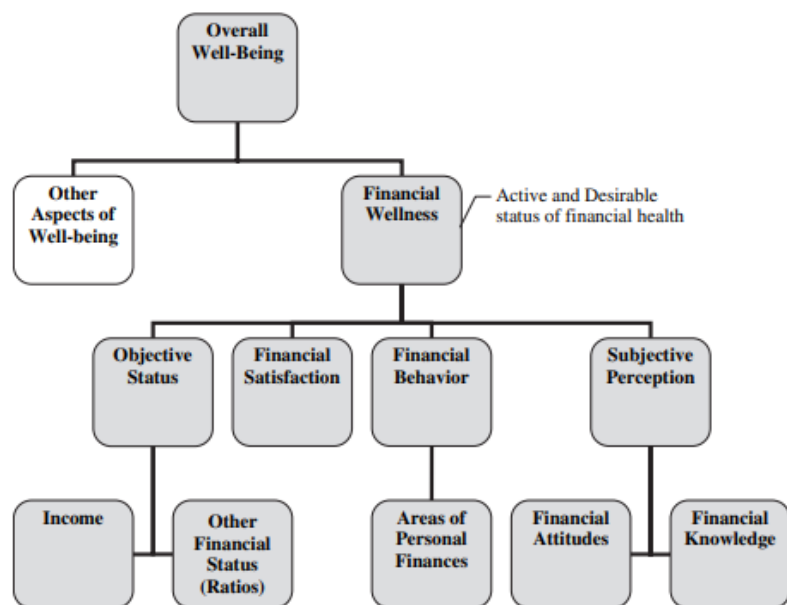 Overall
Well-Being
Other
Aspects of
Well-being
Financial
Wellness
Active and Desirable
status of financial health
Objective
Status
Financial
Satisfaction
Financial
Behavior
Subjective
Perception
Income
Other
Financial
Status
(Ratios)
Areas of
Personal
Finances
Financial
Attitudes
Financial
Knowledge